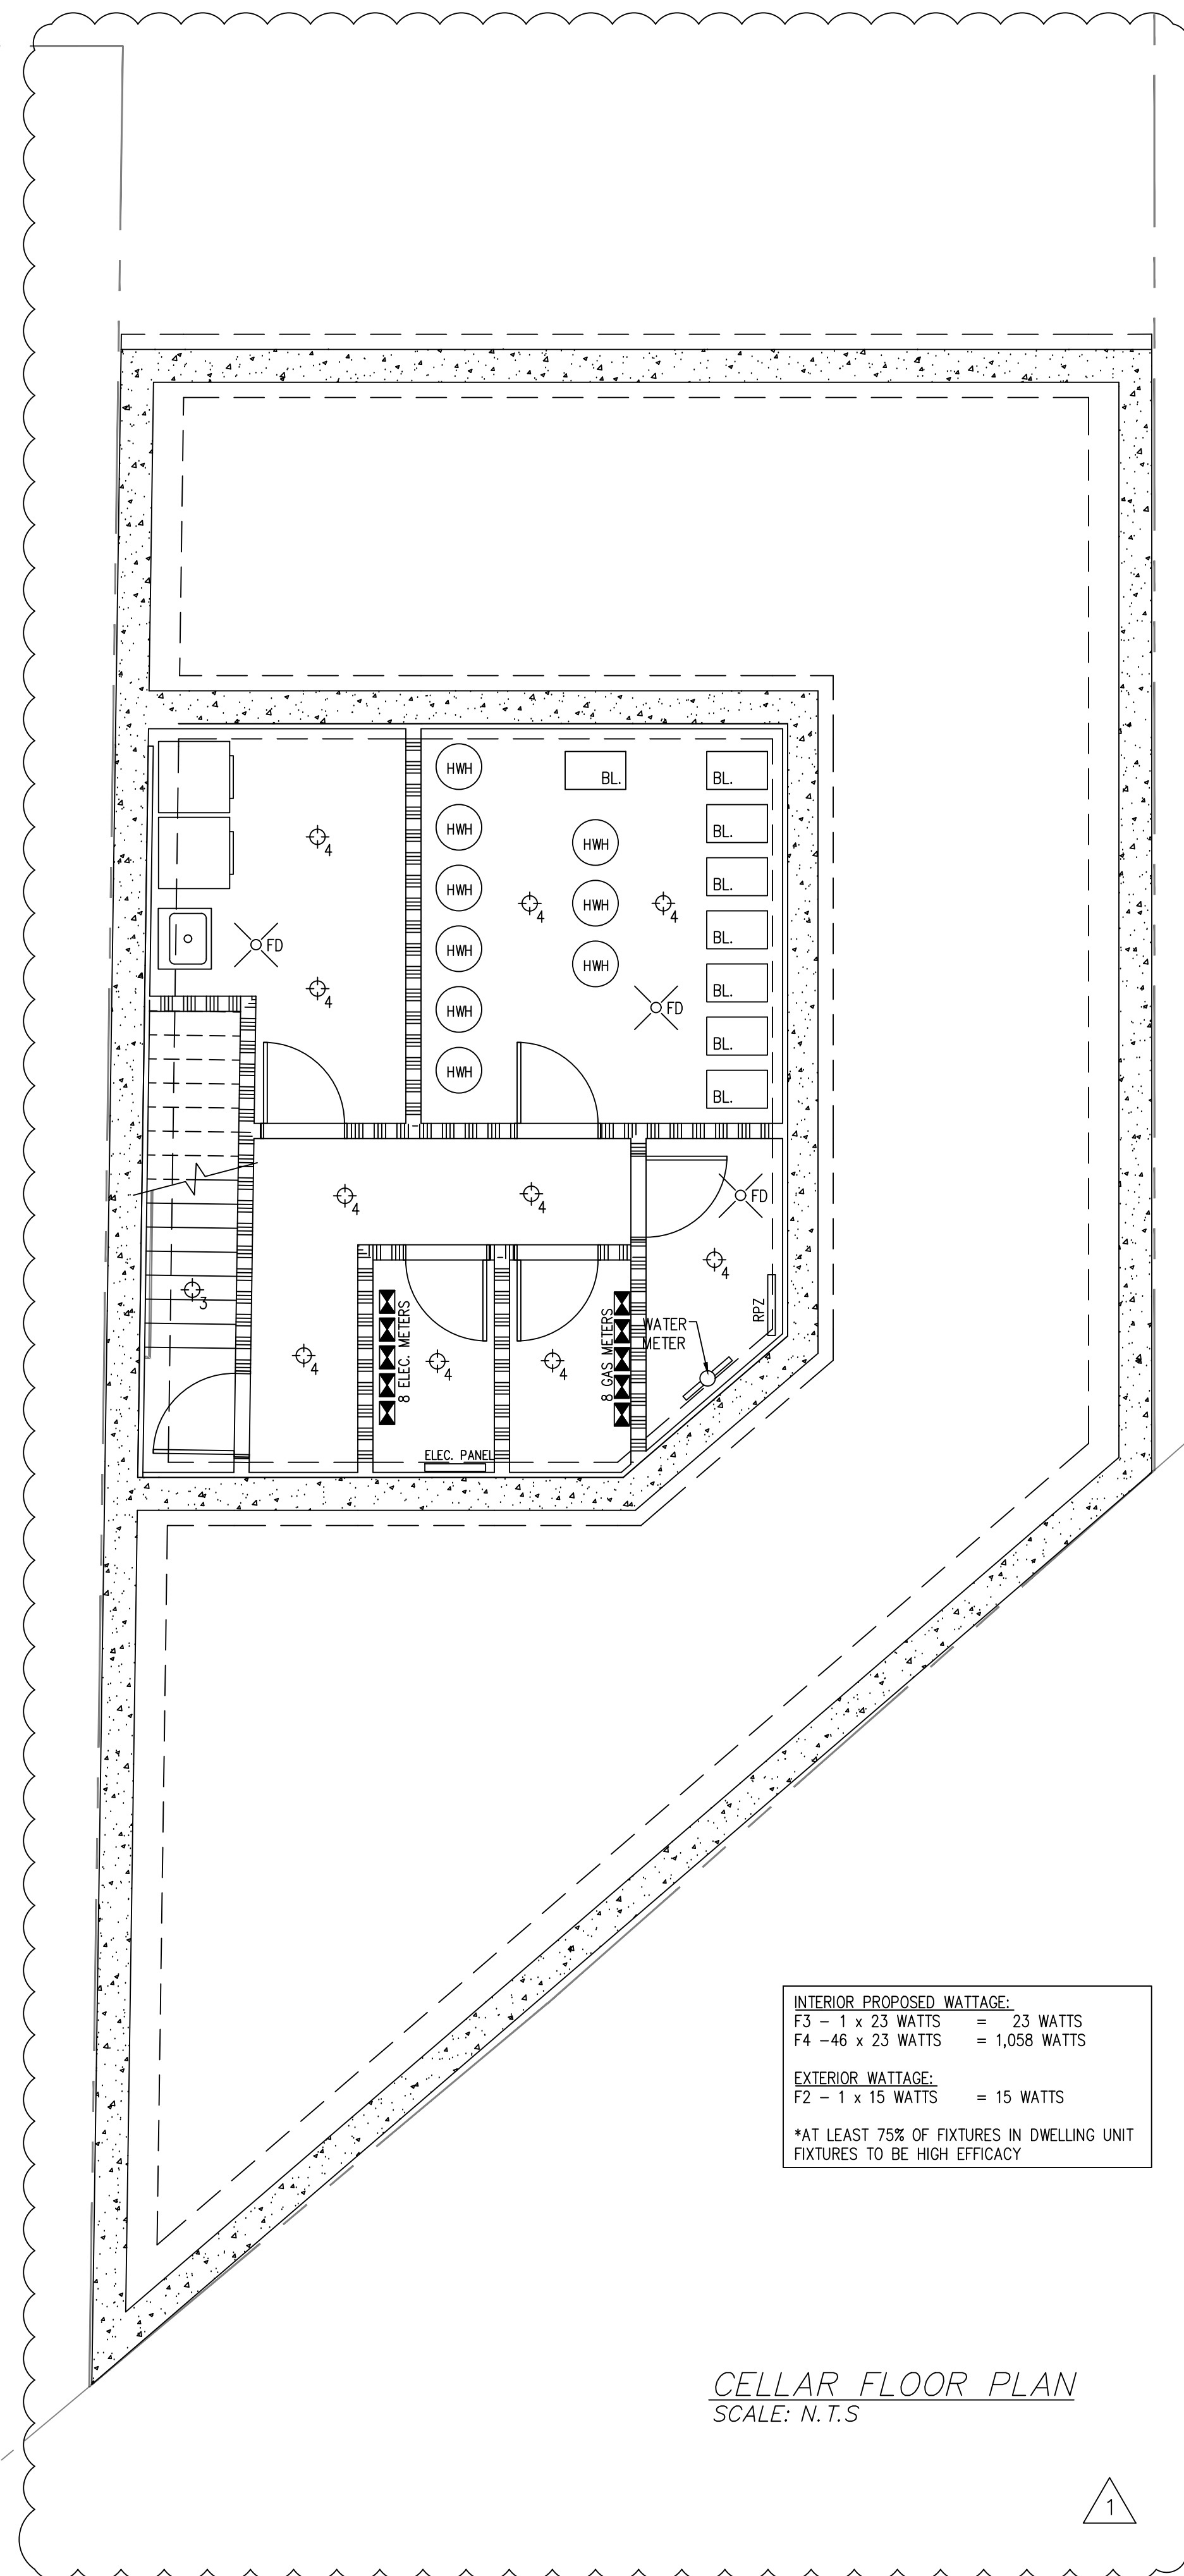 HWH
BL.
BL.
HWH
BL.
HWH
BL.
HWH
HWH
4
HWH
4
4
BL.
HWH
FD
HWH
BL.
4
HWH
FD
BL.
HWH
BL.
4
4
FD
4
3
RPZ
WATER
METER
8 ELEC. METERS
8 GAS METERS
4
4
4
ELEC. PANEL
INTERIOR PROPOSED WATTAGE:
F3 - 1 x 23 WATTS = 23 WATTS
F4 -46 x 23 WATTS = 1,058 WATTS
EXTERIOR WATTAGE:
F2 - 1 x 15 WATTS = 15 WATTS
*AT LEAST 75% OF FIXTURES IN DWELLING UNIT
FIXTURES TO BE HIGH EFFICACY
CELLAR FLOOR PLAN
SCALE: N.T.S
1